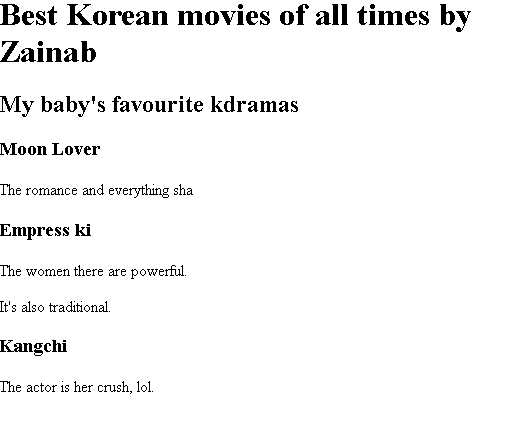 Best Korean movies of all times by
Zainab
My baby's favourite kdramas
Moon Lover
The romance and everything sha
Empress ki
The women there are powerful.
It's also traditional.
Kangchi
The actor is her crush, lol.